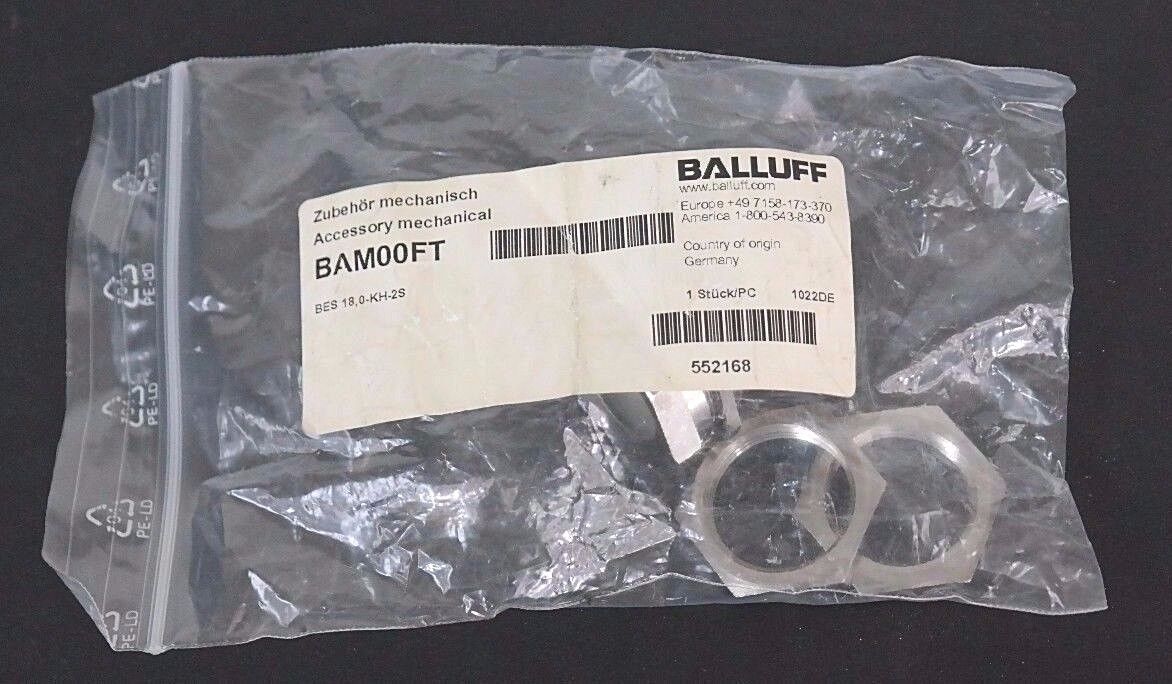 Zubehör mechanisch
Accessory mechanical
BAM00FT
BES 18,0-KH-2S
BALLUFF
www.balluff.com
Europe +49 7158-173-370
America 1-800-543-8390
Country of origin
Germany
1 Stück/PC 1022DE
552168
PE-LD
PE-LD
PE-LD
PE-LD